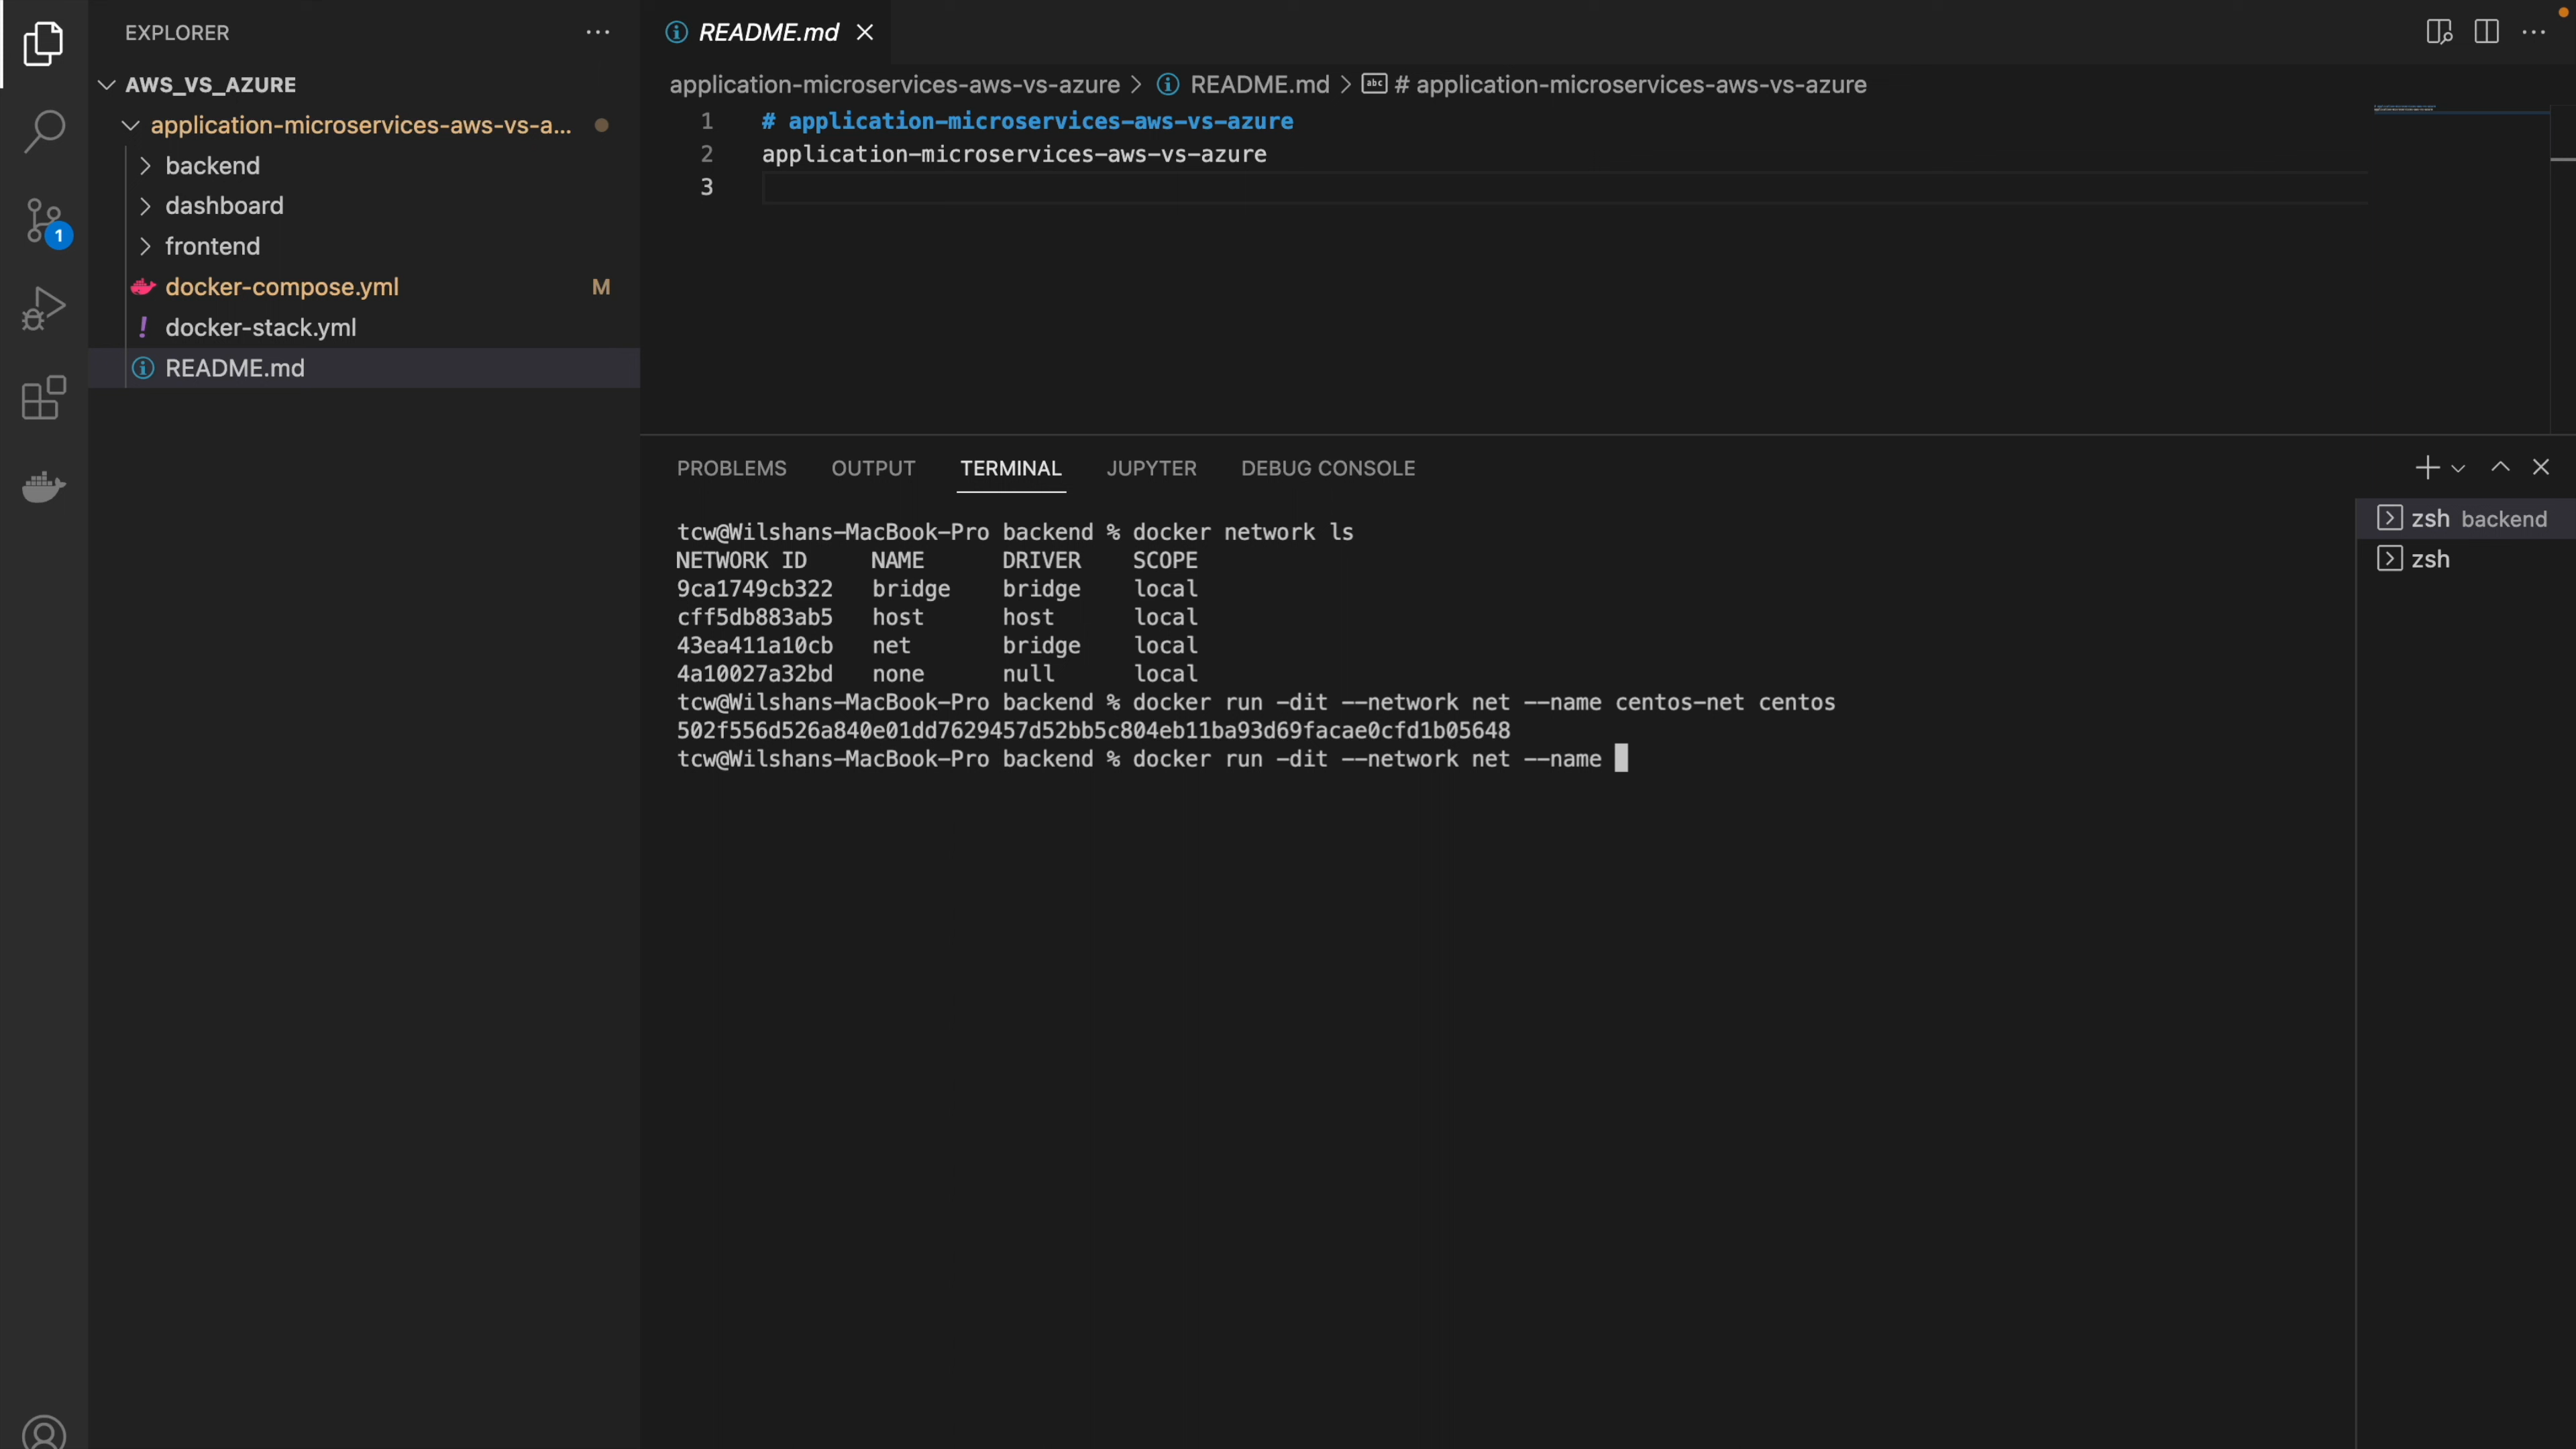 EXPLORER
AWS_VS_AZURE
application-microservices-aws-vs-a...
backend
dashboard
frontend
docker-compose.yml M
docker-stack.yml
README.md
1
README.md
application-microservices-aws-vs-azure > README.md > abc # application-microservices-aws-vs-azure
1 # application-microservices-aws-vs-azure
2 application-microservices-aws-vs-azure
3
PROBLEMS OUTPUT TERMINAL JUPYTER DEBUG CONSOLE
tcw@Wilshans-MacBook-Pro backend % docker network ls
NETWORK ID NAME DRIVER SCOPE
9ca1749cb322 bridge bridge local
cff5db883ab5 host host local
43ea411a10cb net bridge local
4a10027a32bd none null local
tcw@Wilshans-MacBook-Pro backend % docker run -dit --network net --name centos-net centos
502f556d526a840e01dd7629457d52bb5c804eb11ba93d69facae0cfd1b05648
tcw@Wilshans-MacBook-Pro backend % docker run -dit --network net --name
zsh backend
zsh